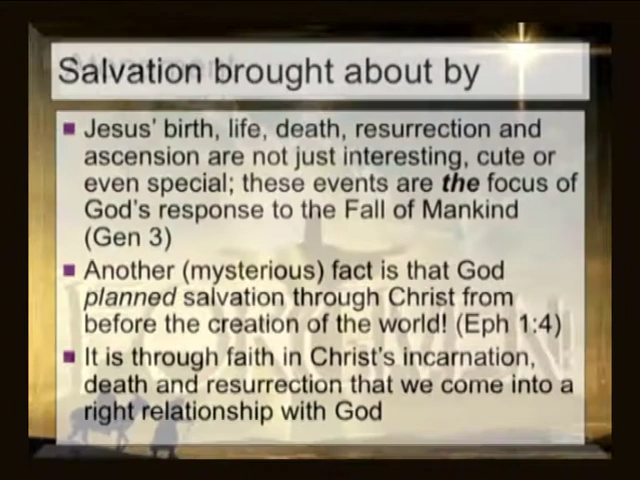 Salvation brought about by
Jesus' birth, life, death, resurrection and
ascension are not just interesting, cute or
even special; these events are the focus of
God's response to the Fall of Mankind
(Gen 3)
Another (mysterious) fact is that God
planned salvation through Christ from
before the creation of the world! (Eph 1:4)
It is through faith in Christ's incarnation,
death and resurrection that we come into a
right relationship with God